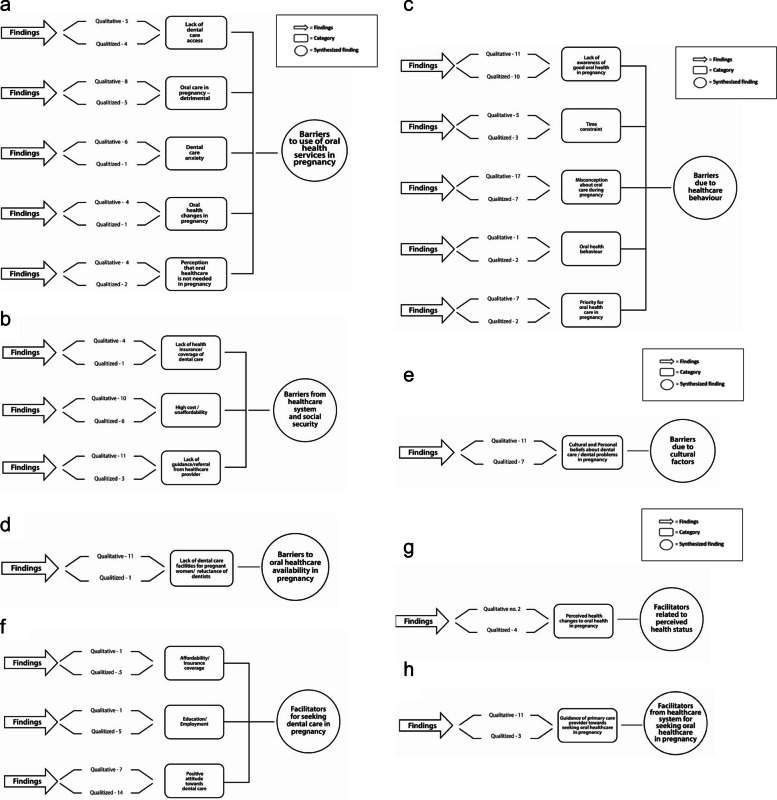 a
Findings
Qualitative - 5
Qualitized - 4
Lack of
dental
care
access
Findings
Qualitative - 8
Qualitized - 5
Oral care in
pregnancy –
detrimental
Findings
Qualitative - 6
Qualitized - 1
Dental
care
anxiety
Findings
Qualitative - 4
Qualitized - 1
Oral
health
changes in
pregnancy
Findings
Qualitative - 4
Qualitized - 2
Perception
that oral
healthcare
is not needed
in pregnancy
Barriers
to use of oral
health
services in
pregnancy
= Findings
= Category
= Synthesized finding
b
Findings
Qualitative - 4
Qualitized - 1
Lack of health
insurance/
coverage of
dental care
Findings
Qualitative - 10
Qualitized - 6
High cost /
unaffordability
Findings
Qualitative - 11
Qualitized - 3
Lack of
guidance/referral
from healthcare
provider
Barriers from
healthcare
system
and social
security
d
Findings
Qualitative - 11
Qualitized - 1
Lack of dental care
facilities for pregnant
women/ reluctance of
dentists
Barriers to
oral healthcare
availability in
pregnancy
f
Findings
Qualitative - 1
Qualitized - .5
Affordability/
Insurance
coverage
Findings
Qualitative - 1
Qualitized - 5
Education/
Employment
Findings
Qualitative - 7
Qualitized - 14
Positive
attitude
towards
dental care
Facilitators
for seeking
dental care in
pregnancy
c
= Findings
= Category
= Synthesized finding
Findings
Qualitative - 11
Qualitized - 10
Lack of
awareness of
good oral health
in pregnancy
Findings
Qualitative - 5
Qualitized - 3
Time
constraint
Findings
Qualitative - 17
Qualitized - 7
Misconception
about oral
care during
pregnancy
Findings
Qualitative - 1
Qualitized - 2
Oral health
behaviour
Findings
Qualitative - 7
Qualitized - 2
Priority for
oral health
care in
pregnancy
Barriers
due to
healthcare
behaviour
e
= Findings
= Category
= Synthesized finding
Findings
Qualitative - 11
Qualitized - 7
Cultural and Personal
beliefs about dental
care / dental problems
in pregnancy
Barriers
due to
cultural
factors
g
= Findings
= Category
= Synthesized finding
Findings
Qualitative no. 2
Qualitized - 4
Perceived health
changes to oral health
in pregnancy
Facilitators
related to
perceived
health status
h
Findings
Qualitative - 11
Qualitized - 3
Guidance of primary care
provider towards
seeking oral healthcare
in pregnancy
Facilitators
from healthcare
system for
seeking oral
healthcare
in pregnancy